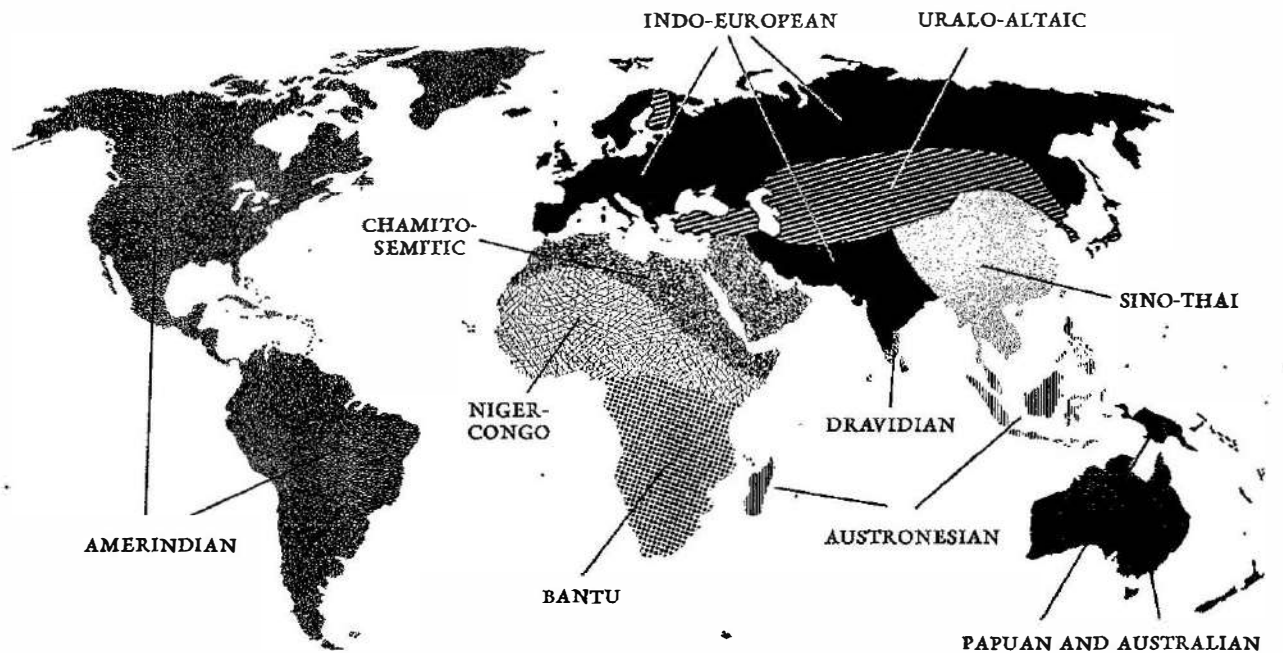 INDO-EUROPEAN
URALO-ALTAIC
CHAMITO-
SEMITIC
SINO-THAI
NIGER-
CONGO
DRAVIDIAN
AMERINDIAN
AUSTRONESIAN
BANTU
PAPUAN AND AUSTRALIAN